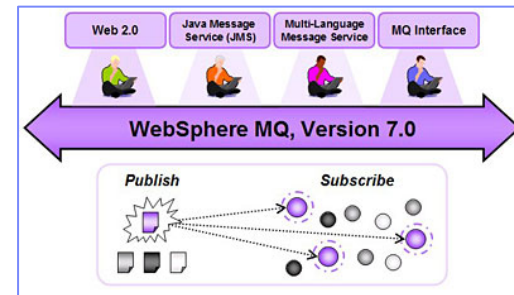 Web 2.0
Java Message
Service (JMS)
Multi-Language
Message Service
MQ Interface
WebSphere MQ, Version 7.0
Publish
Subscribe